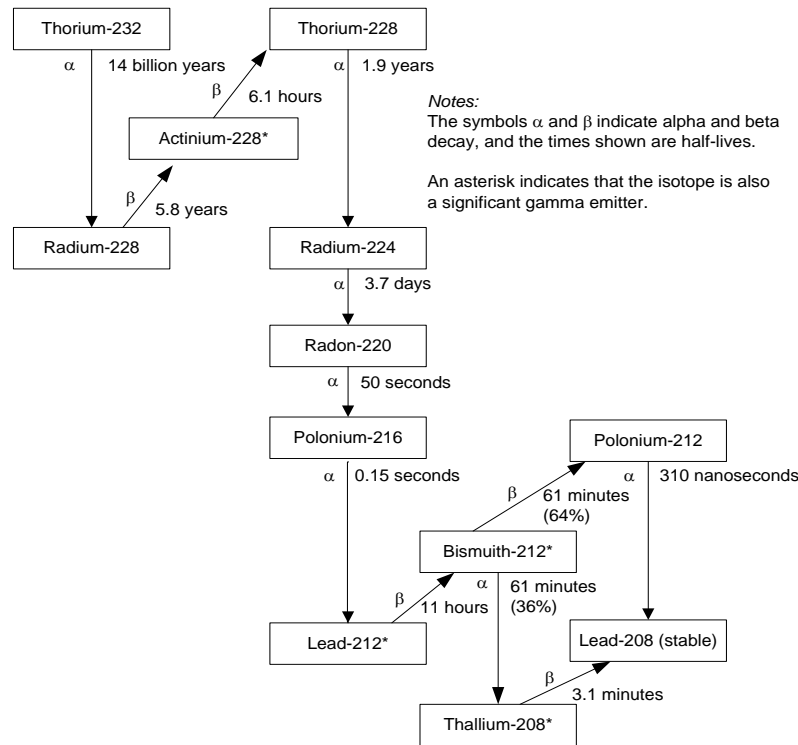 Thorium-232
Thorium-228
α 14 billion years
α 1.9 years
β 6.1 hours
Notes:
The symbols α and β indicate alpha and beta
decay, and the times shown are half-lives.
Actinium-228*
An asterisk indicates that the isotope is also
a significant gamma emitter.
β 5.8 years
Radium-228
Radium-224
α 3.7 days
Radon-220
α 50 seconds
Polonium-216
Polonium-212
α 0.15 seconds
α 310 nanoseconds
β 61 minutes
(64%)
Bismuith-212*
α 61 minutes
(36%)
β 11 hours
Lead-212*
Lead-208 (stable)
β 3.1 minutes
Thallium-208*